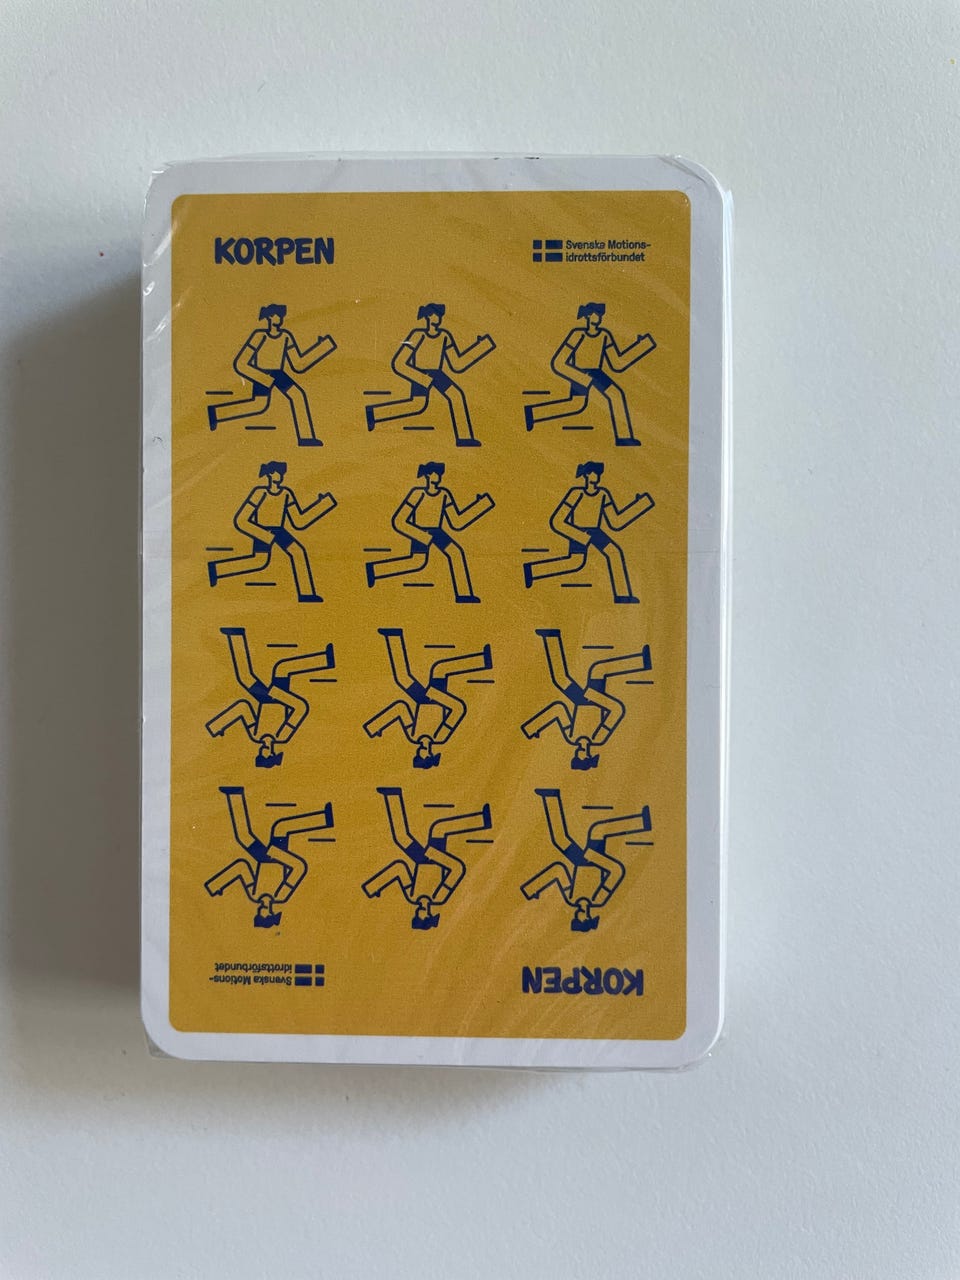 KORPEN
Svenska Motions-
idrottsförbundet
Svenska Motions-
idrottsförbundet
KORPEN